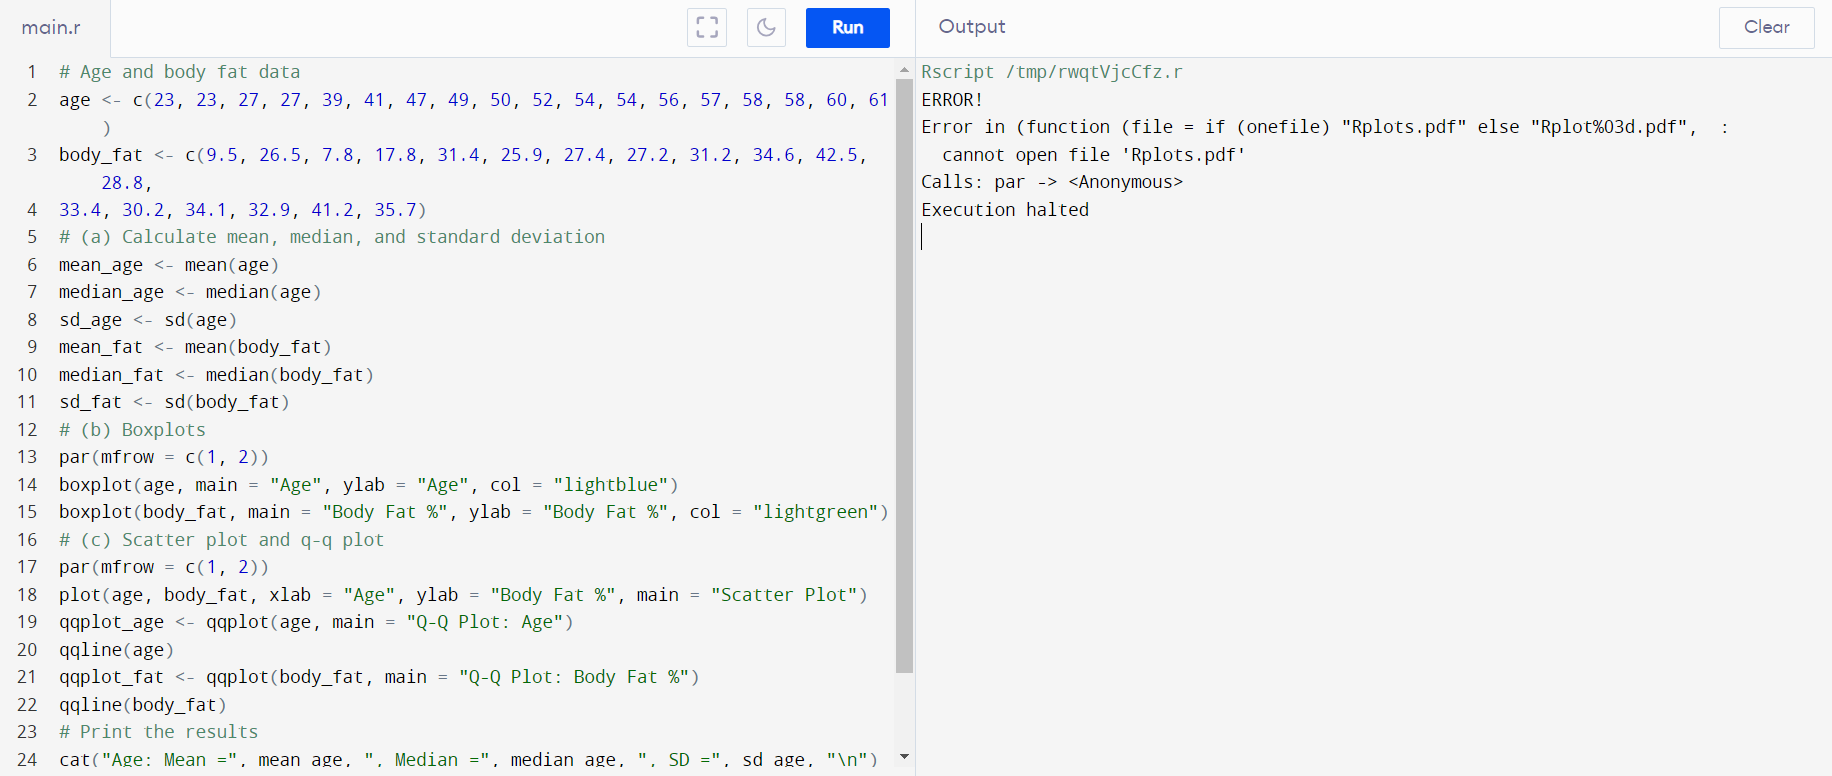 main.r
Run
Output
Clear
1 # Age and body fat data
2 age <- c(23, 23, 27, 27, 39, 41, 47, 49, 50, 52, 54, 54, 56, 57, 58, 58, 60, 61
)
3 body_fat <- c(9.5, 26.5, 7.8, 17.8, 31.4, 25.9, 27.4, 27.2, 31.2, 34.6, 42.5,
28.8,
4 33.4, 30.2, 34.1, 32.9, 41.2, 35.7)
5 # (a) Calculate mean, median, and standard deviation
6 mean_age <- mean(age)
7 median_age <- median(age)
8 sd_age <- sd(age)
9 mean_fat <- mean(body_fat)
10 median_fat <- median(body_fat)
11 sd_fat <- sd(body_fat)
12 # (b) Boxplots
13 par(mfrow = c(1, 2))
14 boxplot(age, main = "Age", ylab = "Age", col = "lightblue")
15 boxplot(body_fat, main = "Body Fat %", ylab = "Body Fat %", col = "lightgreen")
16 # (c) Scatter plot and q-q plot
17 par(mfrow = c(1, 2))
18 plot(age, body_fat, xlab = "Age", ylab = "Body Fat %", main = "Scatter Plot")
19 qqplot_age <- qqplot(age, main = "Q-Q Plot: Age")
20 qqline(age)
21 qqplot_fat <- qqplot(body_fat, main = "Q-Q Plot: Body Fat %")
22 qqline(body_fat)
23 # Print the results
24 cat("Age: Mean =", mean_age, ", Median =", median_age, ", SD =", sd_age, "\n")
Rscript /tmp/rwqtVjcCfz.r
ERROR!
Error in (function (file = if (onefile) "Rplots.pdf" else "Rplot%03d.pdf",  :
  cannot open file 'Rplots.pdf'
Calls: par -> <Anonymous>
Execution halted